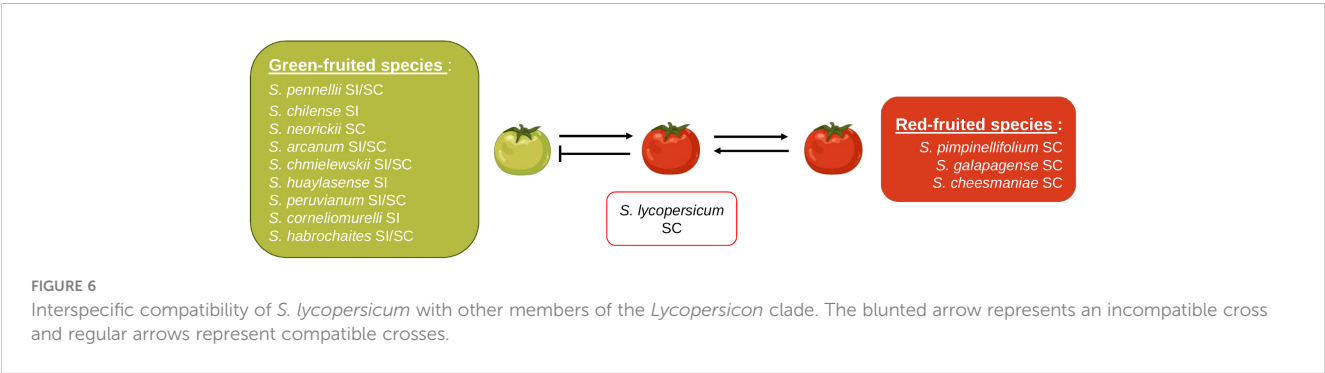 Green-fruited species :
S. pennellii SI/SC
S. chilense SI
S. neorickii SC
S. arcanum SI/SC
S. chmielewskii SI/SC
S. huaylasense SI
S. peruvianum SI/SC
S. corneliomurelli SI
S. habrochaites SI/SC
S. lycopersicum
SC
Red-fruited species :
S. pimpinellifolium SC
S. galapagense SC
S. cheesmaniae SC
FIGURE 6
Interspecific compatibility of S. lycopersicum with other members of the Lycopersicon clade. The blunted arrow represents an incompatible cross
and regular arrows represent compatible crosses.